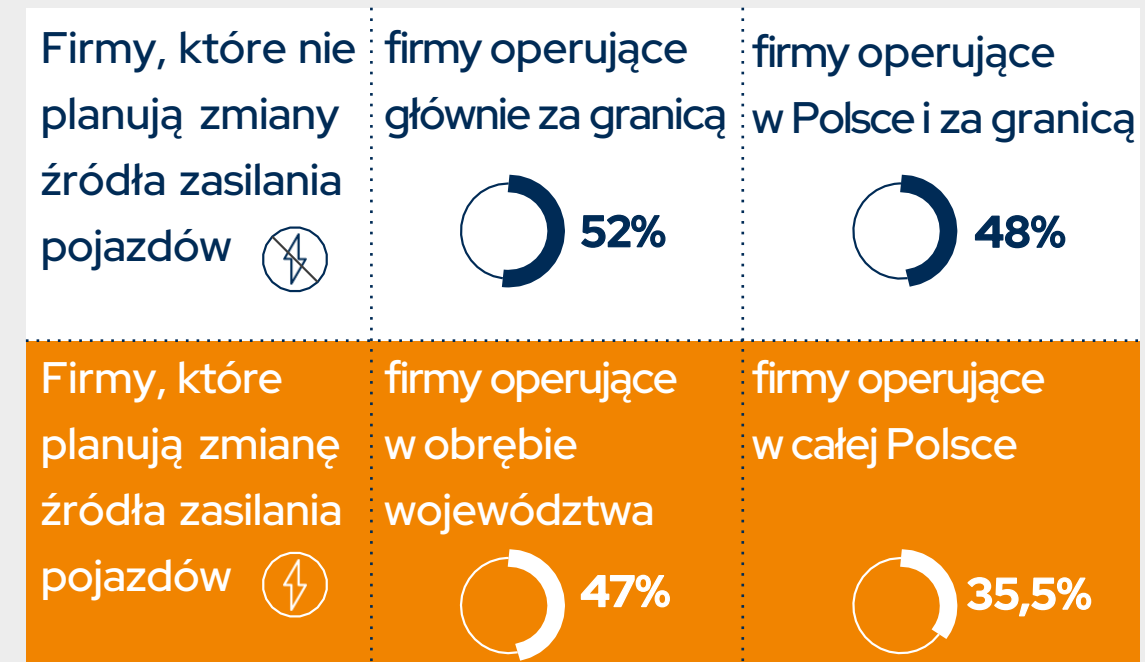 Firmy, które nie
planują zmiany
źródła zasilania
pojazdów
firmy operujące
głównie za granicą
52%
firmy operujące
w Polsce i za granicą
48%
Firmy, które
planują zmianę
źródła zasilania
pojazdów
firmy operujące
w obrębie
województwa
47%
firmy operujące
w całej Polsce
35,5%